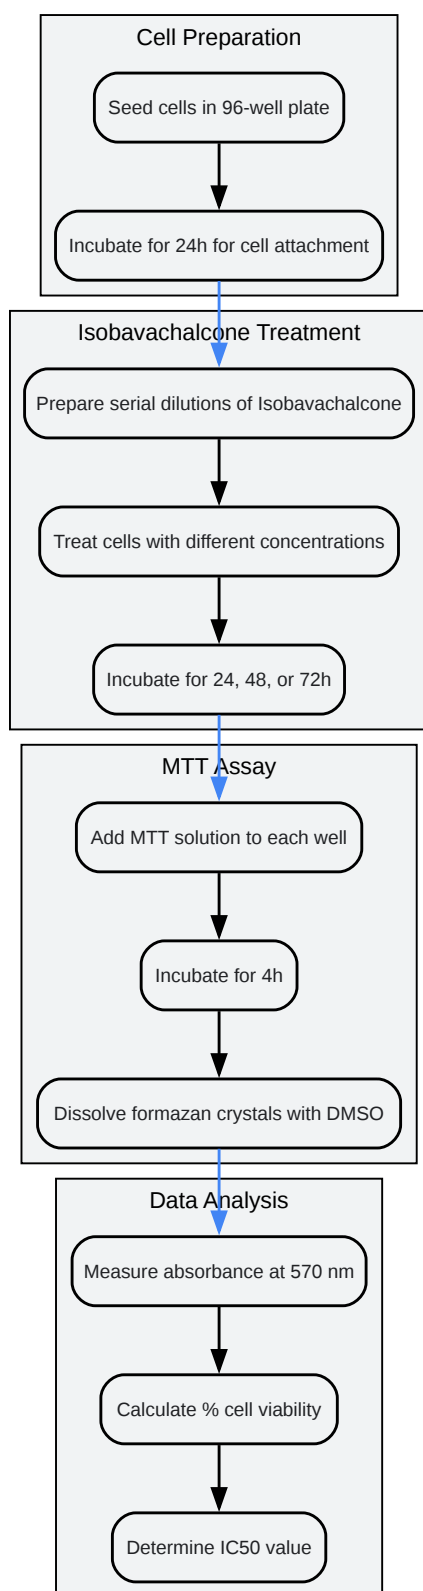 Cell Preparation
Seed cells in 96-well plate
Incubate for 24h for cell attachment
Isobavachalcone Treatment
Prepare serial dilutions of Isobavachalcone
Treat cells with different concentrations
Incubate for 24, 48, or 72h
MTT Assay
Add MTT solution to each well
Incubate for 4h
Dissolve formazan crystals with DMSO
Data Analysis
Measure absorbance at 570 nm
Calculate % cell viability
Determine IC50 value